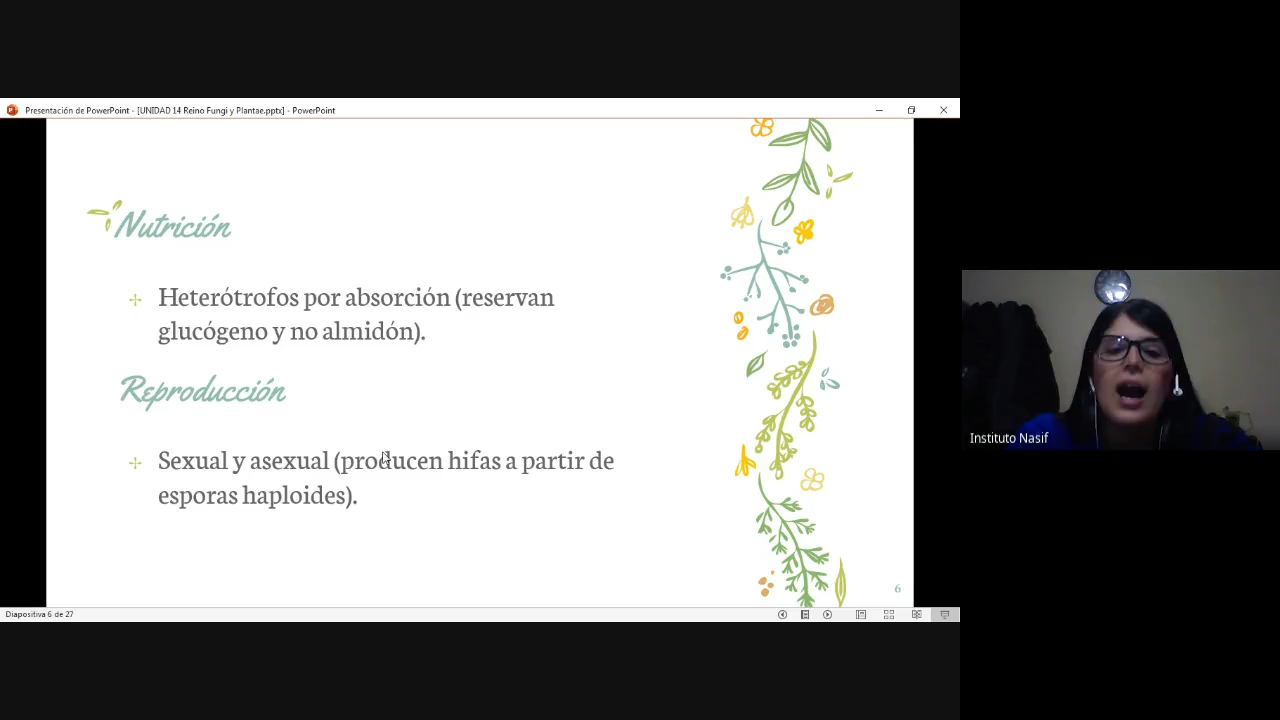 Presentación de PowerPoint - [UNIDAD 14 Reino Fungi y Plantae.pptx] - PowerPoint
Nutrición
Heterótrofos por absorción (reservan
glucógeno y no almidón).
Reproducción
Sexual y asexual (producen hifas a partir de
esporas haploides).
6
Diapositiva 6 de 27
Instituto Nasif